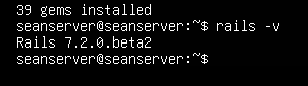 39 gems installed
seanserver@seanserver:~$ rails -v
Rails 7.2.0.beta2
seanserver@seanserver:~$